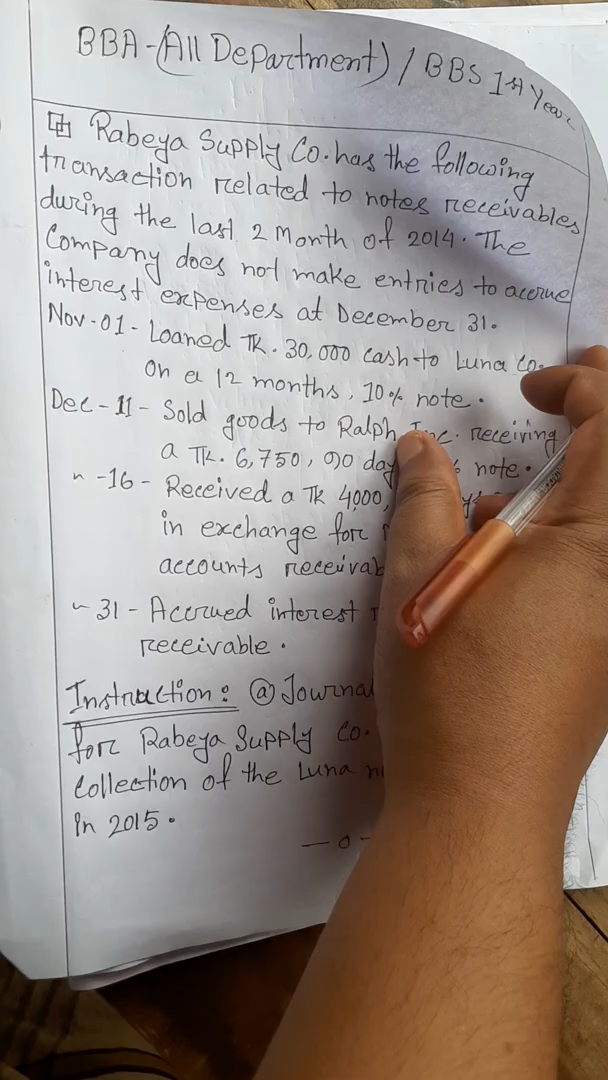 BBA-(All Department) / BBS 1st Year
Rabeya Supply Co. has the following
transaction related to notes receivables
during the last 2 Month of 2014. The
Company does not make entries to accrue
interest expenses at December 31.
Nov-01- Loaned Tk. 30,000 cash to Luna Co.
On a 12 months, 10% note.
Dec-11- Sold goods to Ralph Inc. receiving
a Tk. 6,750, 90 day % note.
" -16- Received a Tk 4000,
in exchange for
accounts
" 31- Accrued interest
receivable.
Instruction: (a)
for Rabeya Supply Co.
Collection of the Luna
in 2015.
—o—